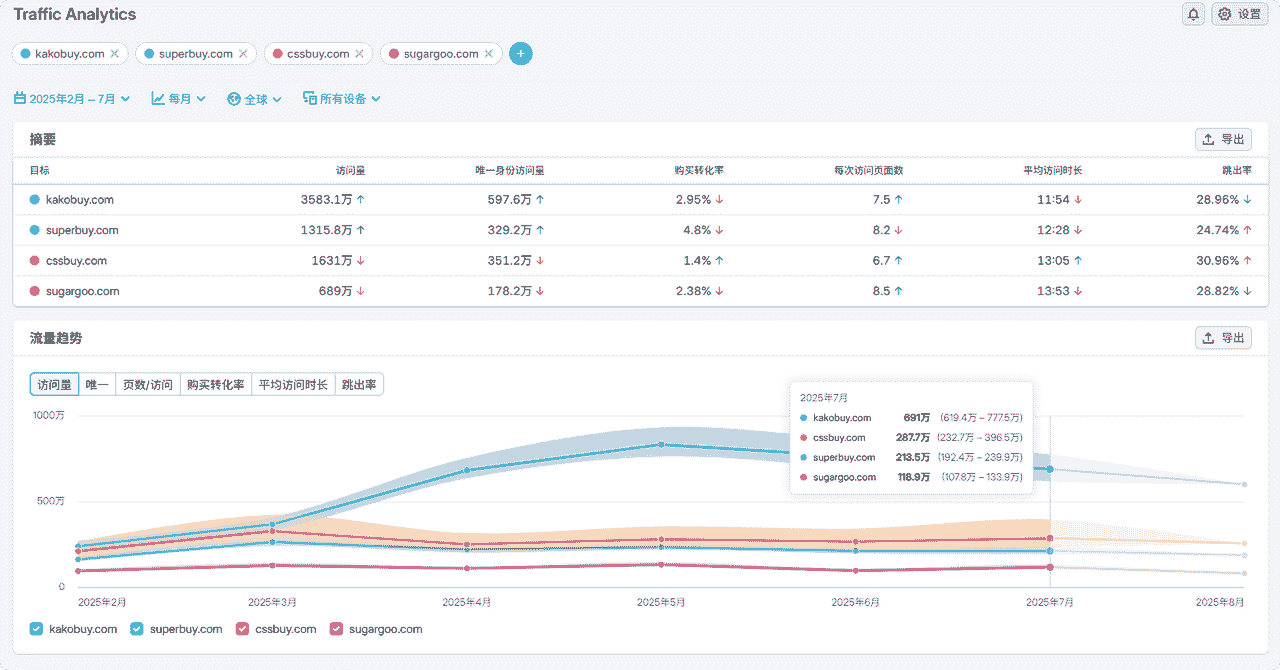 Traffic Analytics
设置
kakobuy.com superbuy.com cssbuy.com sugargoo.com +
2025年2月 – 7月 每月 全球 所有设备
摘要
导出
目标 访问量 唯一身份访问量 购买转化率 每次访问页面数 平均访问时长 跳出率
kakobuy.com 3583.1万 ↑ 597.6万 ↑ 2.95% ↓ 7.5 ↑ 11:54 ↓ 28.96% ↓
superbuy.com 1315.8万 ↑ 329.2万 ↑ 4.8% ↓ 8.2 ↓ 12:28 ↓ 24.74% ↑
cssbuy.com 1631万 ↓ 351.2万 ↓ 1.4% ↑ 6.7 ↑ 13:05 ↑ 30.96% ↑
sugargoo.com 689万 ↓ 178.2万 ↓ 2.38% ↓ 8.5 ↑ 13:53 ↓ 28.82% ↓
流量趋势
导出
访问量 唯一 页数/访问 购买转化率 平均访问时长 跳出率
1000万
500万
0
2025年7月
kakobuy.com 691万 (619.4万 – 777.5万)
cssbuy.com 287.7万 (232.7万 – 396.5万)
superbuy.com 213.5万 (192.4万 – 239.9万)
sugargoo.com 118.9万 (107.8万 – 133.9万)
2025年2月 2025年3月 2025年4月 2025年5月 2025年6月 2025年7月 2025年8月
kakobuy.com superbuy.com cssbuy.com sugargoo.com